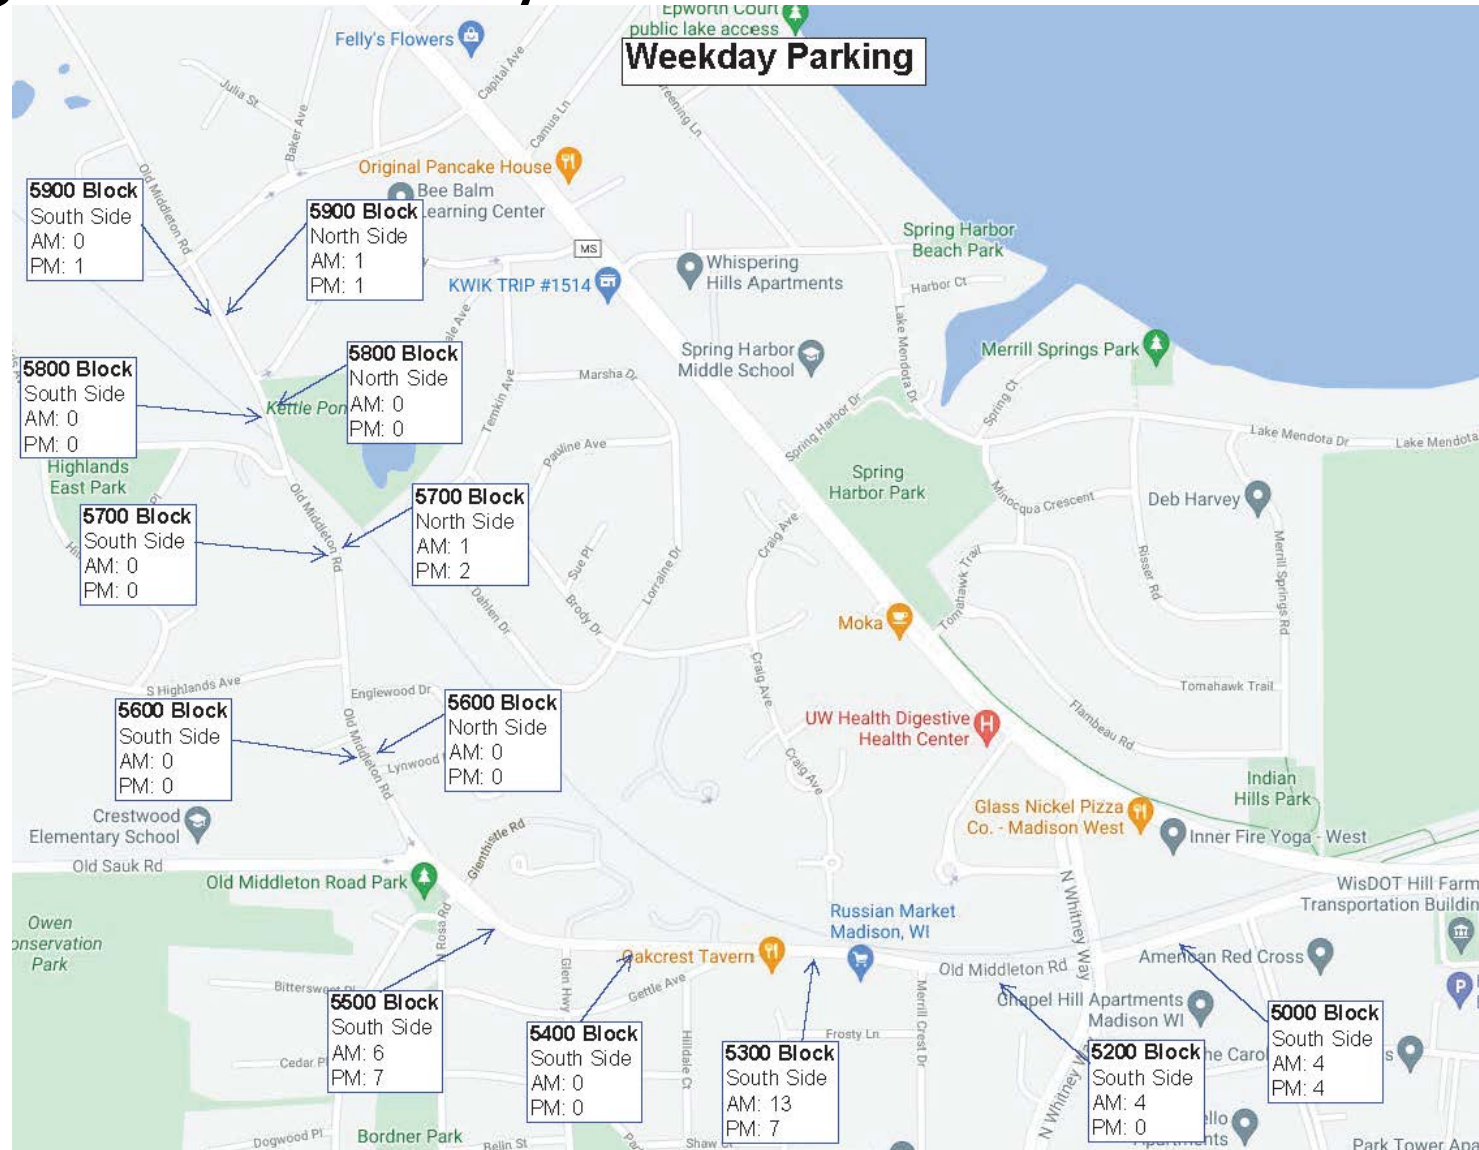 Epworth Court
public lake access
Felly's Flowers
Weekday Parking
Capital Ave
Julia St
Camus Ln
Baker Ave
Original Pancake House
Old Middleton Rd
Bee Balm
Learning Center
5900 Block
South Side
AM: 0
PM: 1
5900 Block
North Side
AM: 1
PM: 1
MS
KWIK TRIP #1514
Whispering
Hills Apartments
Spring Harbor
Beach Park
Harbor Ct
Lake Mendota Dr
5800 Block
South Side
AM: 0
PM: 0
5800 Block
North Side
AM: 0
PM: 0
Kettle Pon
Spring Harbor
Middle School
Merrill Springs Park
Marsha Dr
Temkin Ave
Spring Ct
Spring Harbor Dr
Pauline Ave
Lake Mendota Dr
Lake Mendota
Highlands
East Park
Spring
Harbor Park
Minocqua Crescent
Deb Harvey
Old Middleton Rd
5700 Block
South Side
AM: 0
PM: 0
5700 Block
North Side
AM: 1
PM: 2
Craig Ave
Sue Pl
Lorraine Dr
Brody Dr
Dahlen Dr
Tomahawk Trail
Risser Rd
Merrill Springs Rd
Moka
S Highlands Ave
Englewood Dr
Craig Ave
Tomahawk Trail
Flambeau Rd
5600 Block
South Side
AM: 0
PM: 0
5600 Block
North Side
AM: 0
PM: 0
Old Middleton Rd
Lynwood
UW Health Digestive
Health Center
Craig Ave
Indian
Hills Park
Crestwood
Elementary School
Glass Nickel Pizza
Co. - Madison West
Inner Fire Yoga - West
Old Sauk Rd
Glenthistle Rd
Old Middleton Road Park
N Whitney Way
WisDOT Hill Farm
Transportation Buildin
Owen
onservation
Park
N Rosa Rd
Russian Market
Madison, WI
Oakcrest Tavern
Old Middleton Rd
American Red Cross
Glen Hwy
Gettle Ave
Chapel Hill Apartments
Madison WI
P
5500 Block
South Side
AM: 6
PM: 7
5400 Block
South Side
AM: 0
PM: 0
5300 Block
South Side
AM: 13
PM: 7
5200 Block
South Side
AM: 4
PM: 0
5000 Block
South Side
AM: 4
PM: 4
Cedar Pl
Hilldale Ct
Frosty Ln
Merrill Crest Dr
N Whitney Way
Dogwood Pl
Bordner Park
Belin St
Park Tower Apa